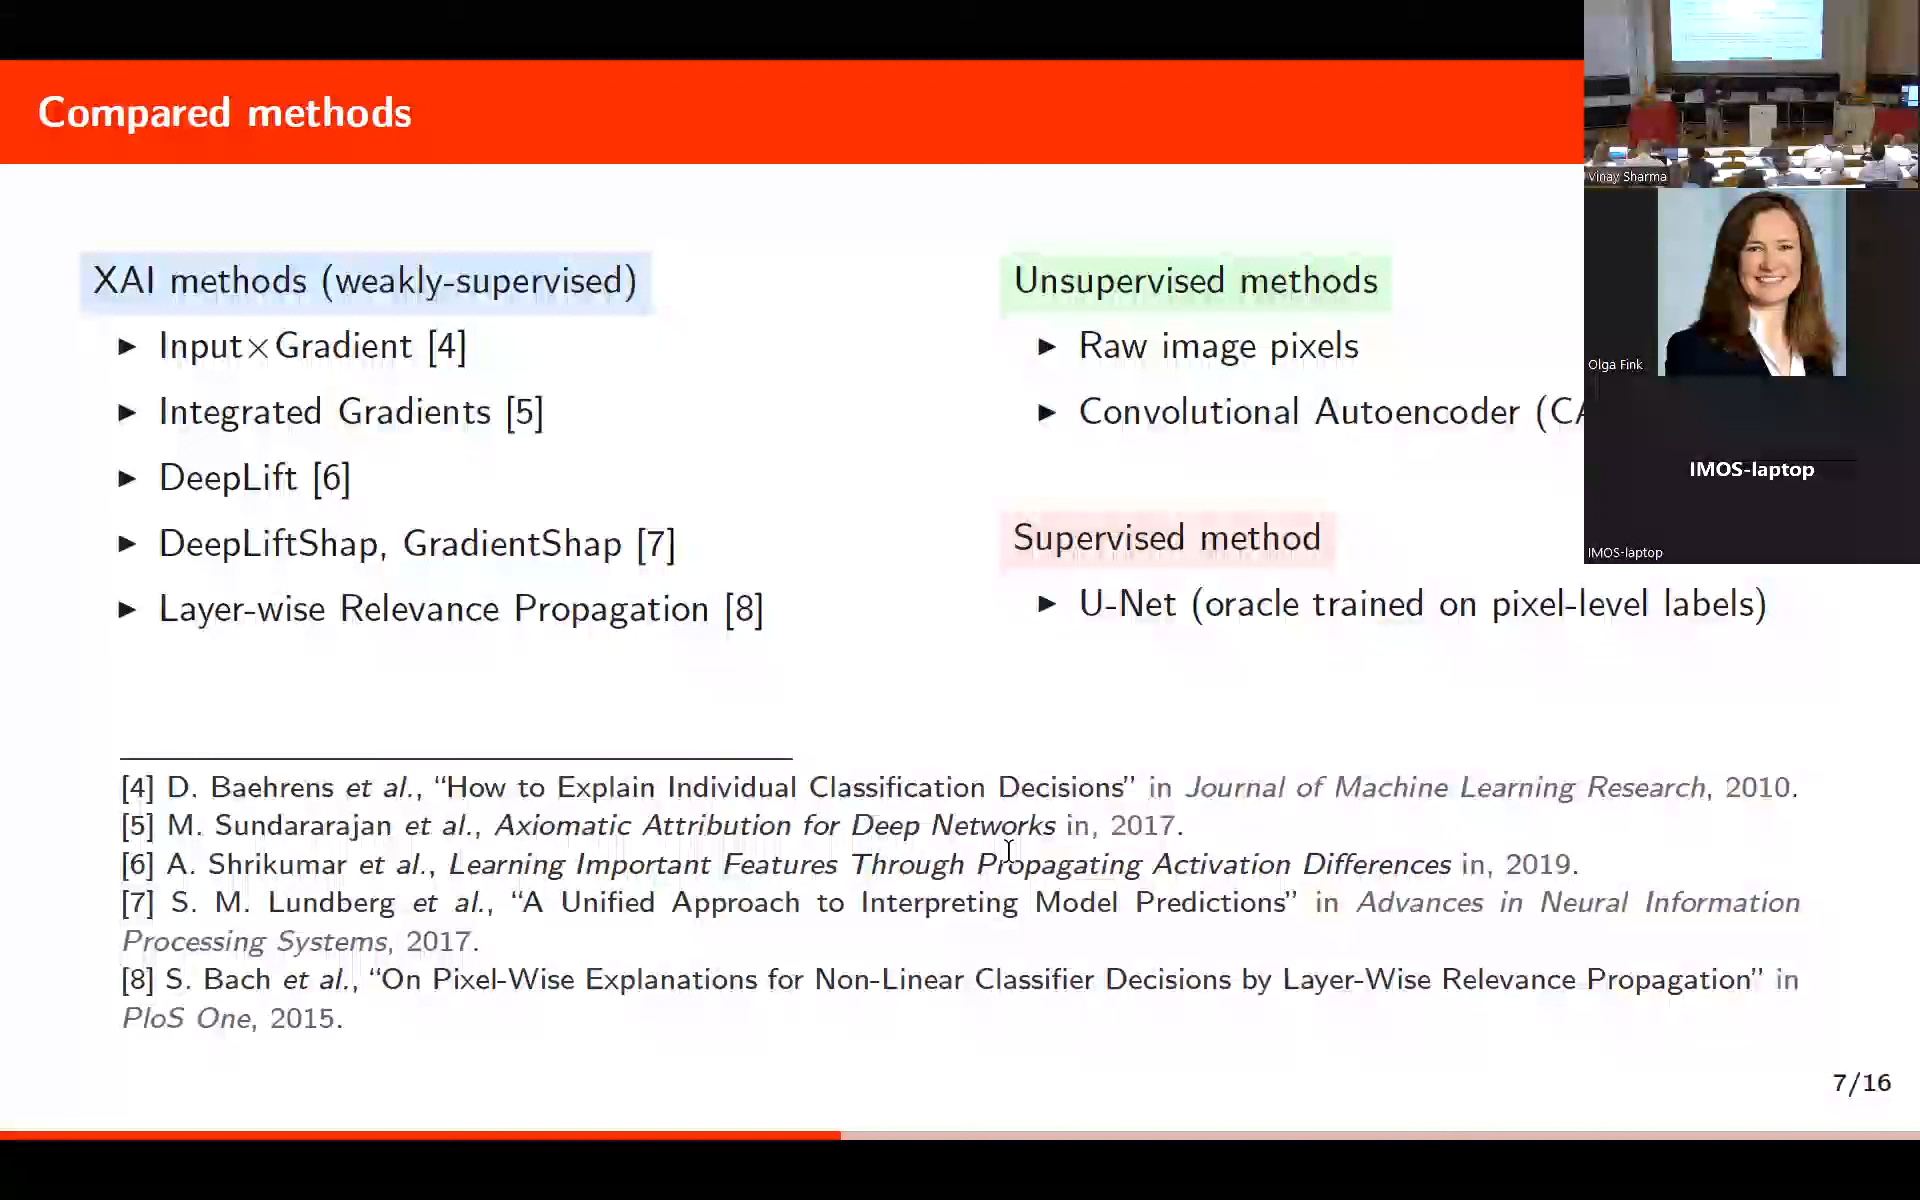 Compared methods
XAI methods (weakly-supervised)
▶ Input×Gradient [4]
▶ Integrated Gradients [5]
▶ DeepLift [6]
▶ DeepLiftShap, GradientShap [7]
▶ Layer-wise Relevance Propagation [8]
Unsupervised methods
▶ Raw image pixels
▶ Convolutional Autoencoder (CA
Supervised method
▶ U-Net (oracle trained on pixel-level labels)
[4] D. Baehrens et al., “How to Explain Individual Classification Decisions” in Journal of Machine Learning Research, 2010.
[5] M. Sundararajan et al., Axiomatic Attribution for Deep Networks in, 2017.
[6] A. Shrikumar et al., Learning Important Features Through Propagating Activation Differences in, 2019.
[7] S. M. Lundberg et al., “A Unified Approach to Interpreting Model Predictions” in Advances in Neural Information
Processing Systems, 2017.
[8] S. Bach et al., “On Pixel-Wise Explanations for Non-Linear Classifier Decisions by Layer-Wise Relevance Propagation” in
PloS One, 2015.
7/16
Vinay Sharma
Olga Fink
IMOS-laptop
IMOS-laptop